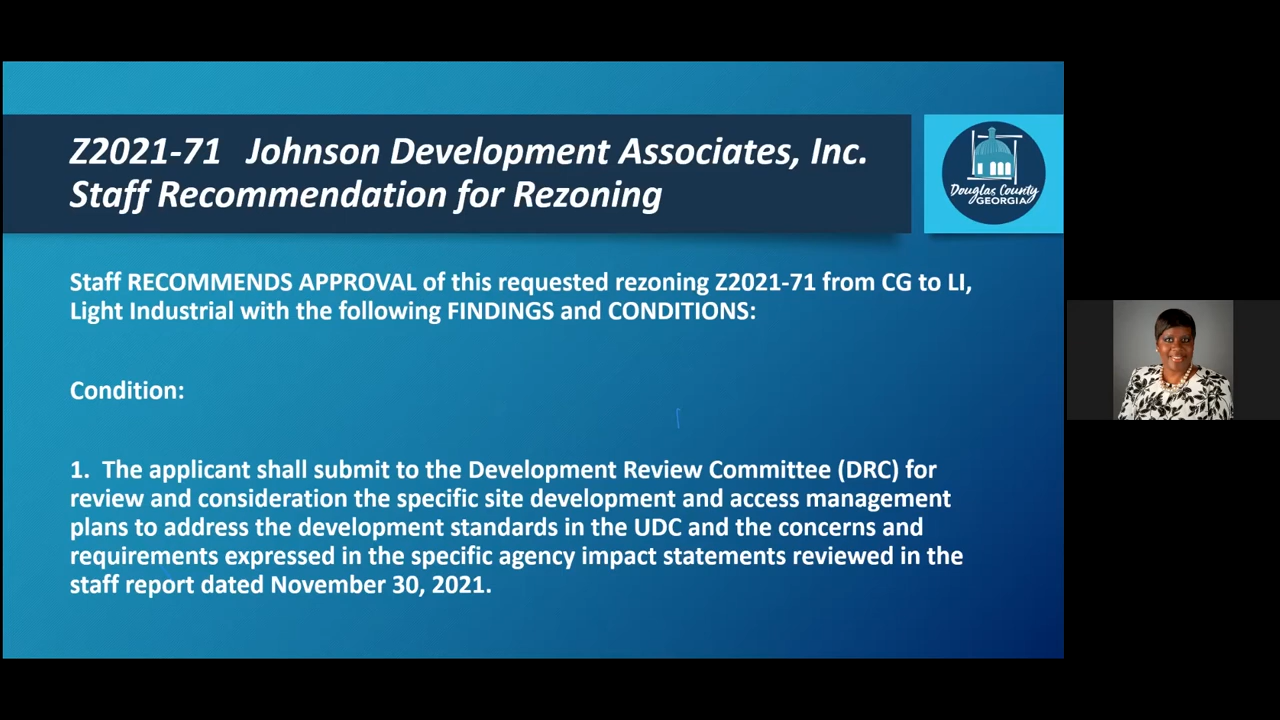 Z2021-71 Johnson Development Associates, Inc.
Staff Recommendation for Rezoning
Douglas County
GEORGIA
Staff RECOMMENDS APPROVAL of this requested rezoning Z2021-71 from CG to LI,
Light Industrial with the following FINDINGS and CONDITIONS:
Condition:
1. The applicant shall submit to the Development Review Committee (DRC) for
review and consideration the specific site development and access management
plans to address the development standards in the UDC and the concerns and
requirements expressed in the specific agency impact statements reviewed in the
staff report dated November 30, 2021.